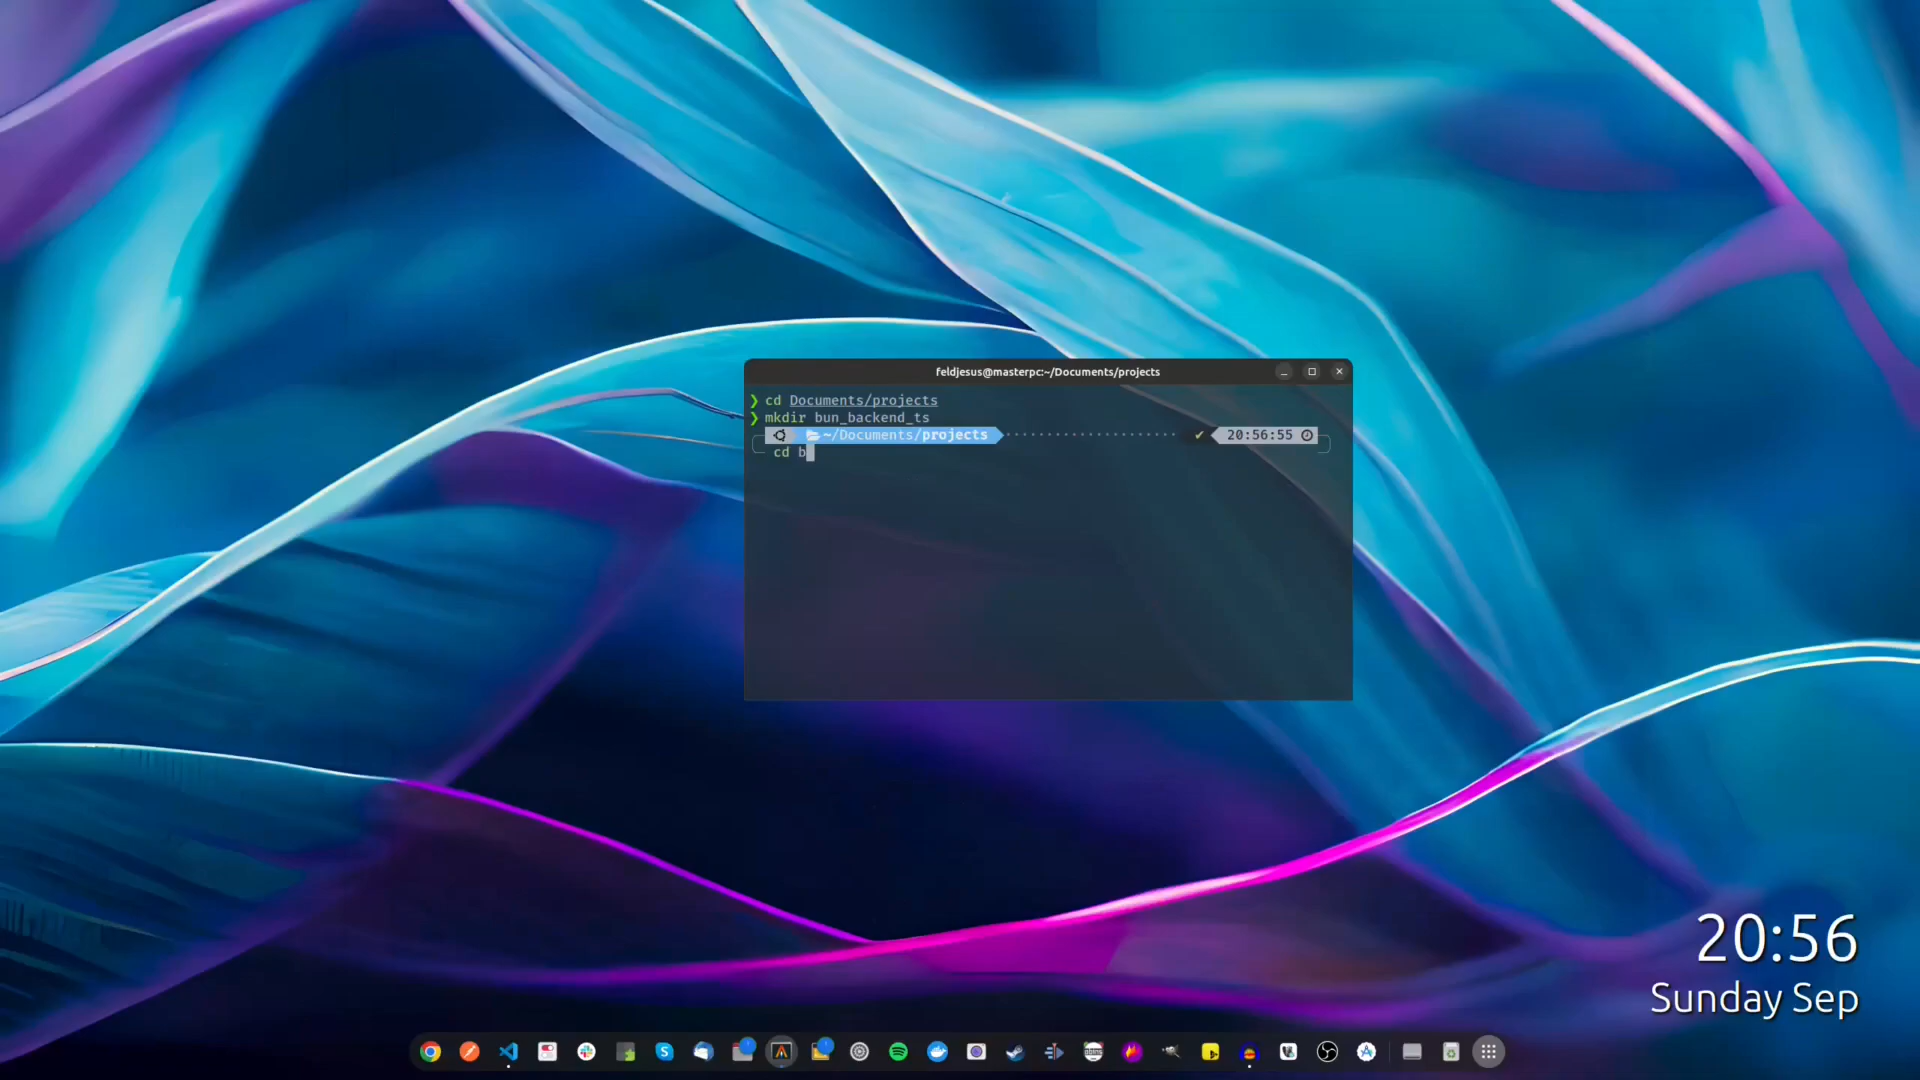 feldjesus@masterpc:~/Documents/projects
❯ cd Documents/projects
❯ mkdir bun_backend_ts
~/Documents/projects ✔ 20:56:55
cd b
20:56
Sunday Sep